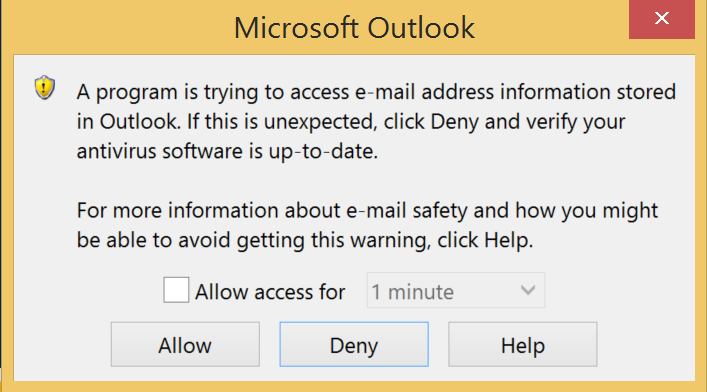 Microsoft Outlook
A program is trying to access e-mail address information stored
in Outlook. If this is unexpected, click Deny and verify your
antivirus software is up-to-date.
For more information about e-mail safety and how you might
be able to avoid getting this warning, click Help.
Allow access for 1 minute
Allow Deny Help